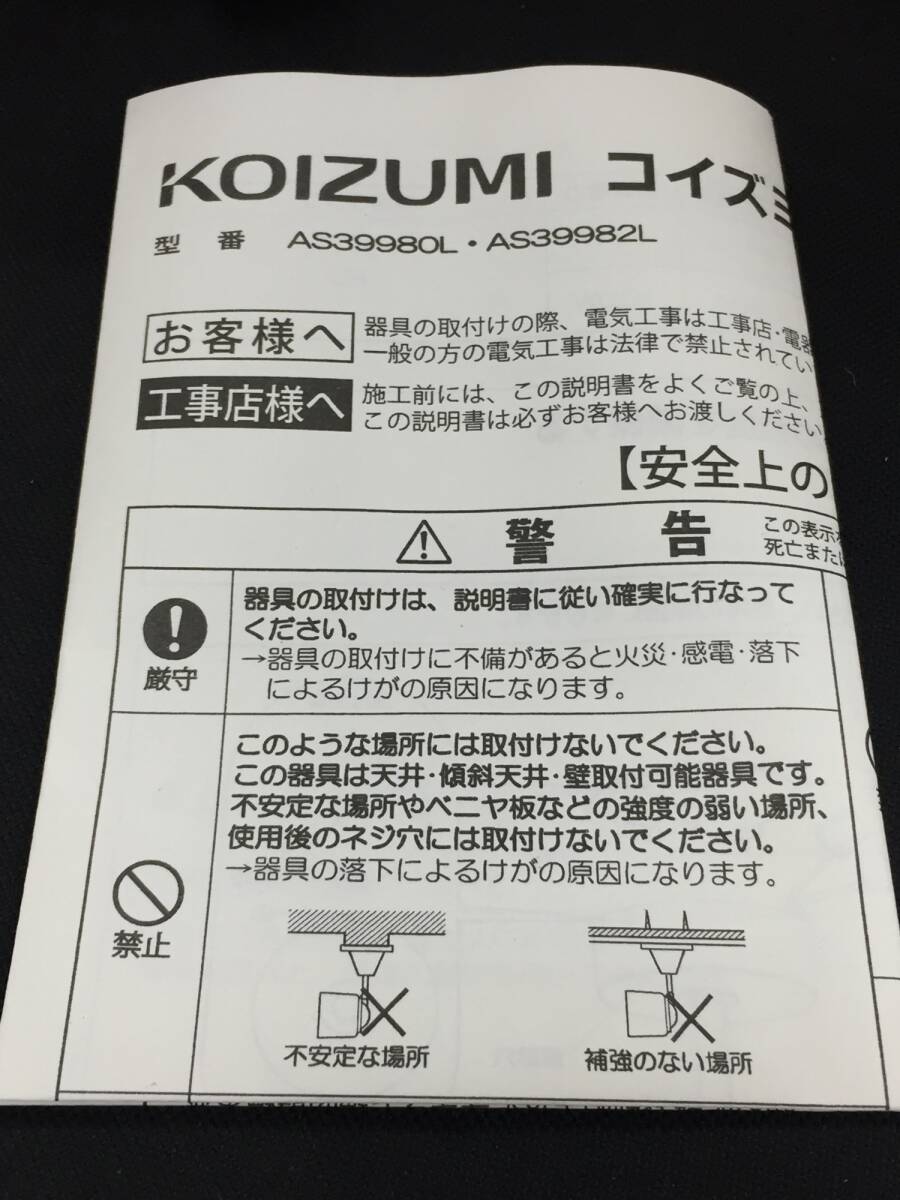 KOIZUMI コイズミ
型 番 AS39980L・AS39982L
お客様へ
器具の取付けの際、電気工事は工事店・電器
一般の方の電気工事は法律で禁止されてい
工事店様へ
施工前には、この説明書をよくご覧の上、
この説明書は必ずお客様へお渡しください
【安全上の
警 告
この表示
死亡または
厳守
器具の取付けは、説明書に従い確実に行なって
ください。
→器具の取付けに不備があると火災・感電・落下
によるけがの原因になります。
禁止
このような場所には取付けないでください。
この器具は天井・傾斜天井・壁取付可能器具です。
不安定な場所やベニヤ板などの強度の弱い場所、
使用後のネジ穴には取付けないでください。
→器具の落下によるけがの原因になります。
不安定な場所
補強のない場所